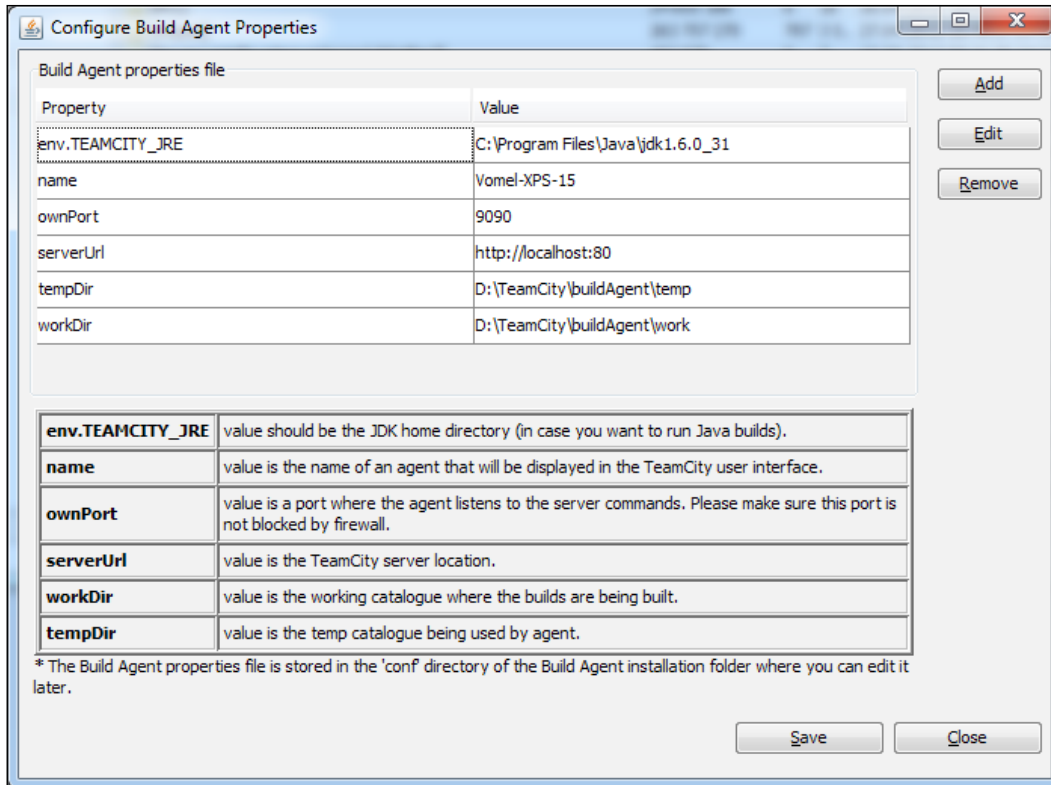 Configure Build Agent Properties
Build Agent properties file
Property Value
env.TEAMCITY_JRE C:\Program Files\Java\jdk1.6.0_31
name Vomel-XPS-15
ownPort 9090
serverUrl http://localhost:80
tempDir D:\TeamCity\buildAgent\temp
workDir D:\TeamCity\buildAgent\work
Add
Edit
Remove
env.TEAMCITY_JRE value should be the JDK home directory (in case you want to run Java builds).
name value is the name of an agent that will be displayed in the TeamCity user interface.
ownPort value is a port where the agent listens to the server commands. Please make sure this port is
not blocked by firewall.
serverUrl value is the TeamCity server location.
workDir value is the working catalogue where the builds are being built.
tempDir value is the temp catalogue being used by agent.
* The Build Agent properties file is stored in the 'conf' directory of the Build Agent installation folder where you can edit it
later.
Save Close